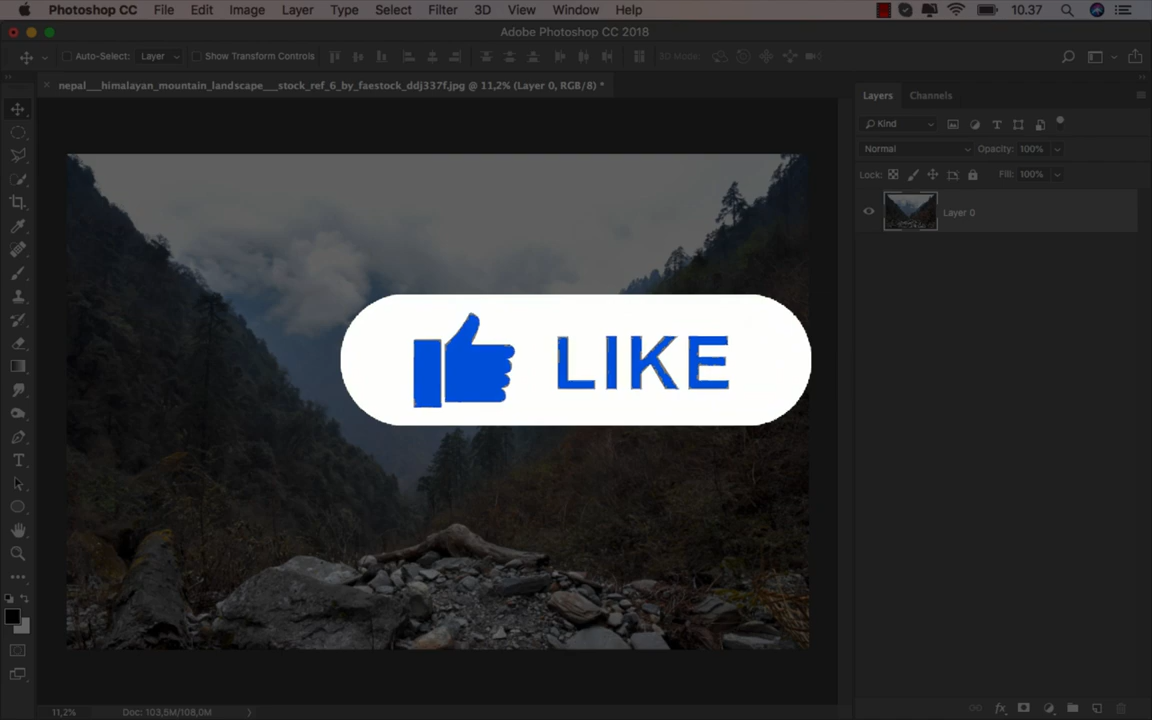 Photoshop CC File Edit Image Layer Type Select Filter 3D View Window Help 10.37
Adobe Photoshop CC 2018
Auto-Select: Layer Show Transform Controls 3D Mode:
nepal__himalayan_mountain_landscape__stock_ref_6_by_faestock_ddj337f.jpg @ 11,2% (Layer 0, RGB/8) *
Layers Channels
Kind
Normal Opacity: 100%
Lock: Fill: 100%
Layer 0
LIKE
11,2% Doc: 103,5M/108,0M